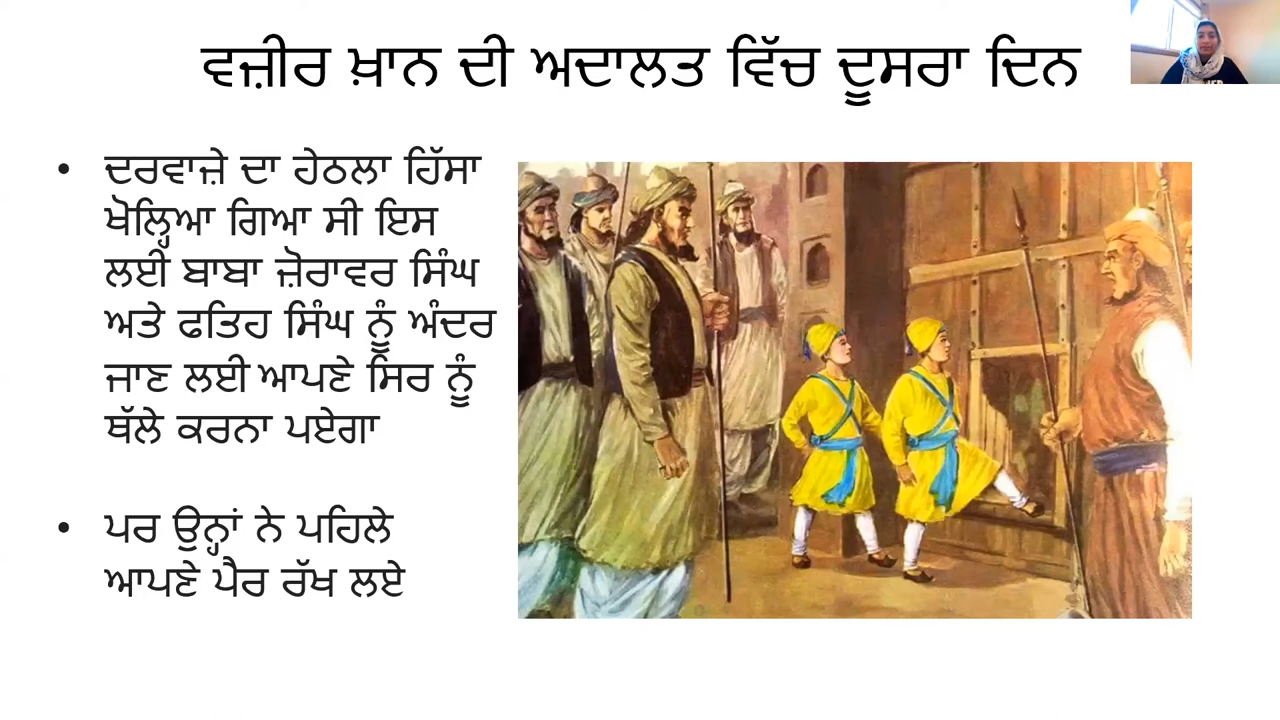 ਵਜ਼ੀਰ ਖ਼ਾਨ ਦੀ ਅਦਾਲਤ ਵਿੱਚ ਦੂਸਰਾ ਦਿਨ
• ਦਰਵਾਜ਼ੇ ਦਾ ਹੇਠਲਾ ਹਿੱਸਾ
ਖੋਲ੍ਹਿਆ ਗਿਆ ਸੀ ਇਸ
ਲਈ ਬਾਬਾ ਜ਼ੋਰਾਵਰ ਸਿੰਘ
ਅਤੇ ਫਤਿਹ ਸਿੰਘ ਨੂੰ ਅੰਦਰ
ਜਾਣ ਲਈ ਆਪਣੇ ਸਿਰ ਨੂੰ
ਥੱਲੇ ਕਰਨਾ ਪਏਗਾ
• ਪਰ ਉਨ੍ਹਾਂ ਨੇ ਪਹਿਲੇ
ਆਪਣੇ ਪੈਰ ਰੱਖ ਲਏ